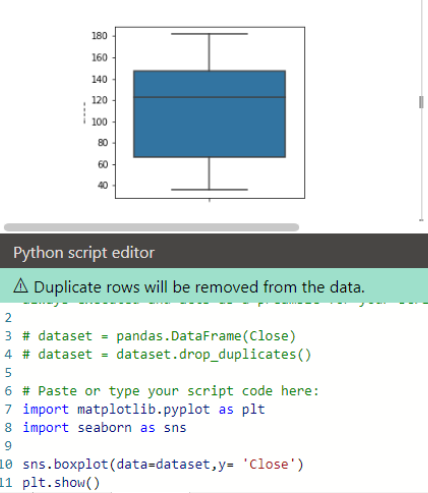 180
160
140
120
100
80
60
40
Python script editor
⚠ Duplicate rows will be removed from the data.
2
3 # dataset = pandas.DataFrame(Close)
4 # dataset = dataset.drop_duplicates()
5
6 # Paste or type your script code here:
7 import matplotlib.pyplot as plt
8 import seaborn as sns
9
10 sns.boxplot(data=dataset,y= 'Close')
11 plt.show()